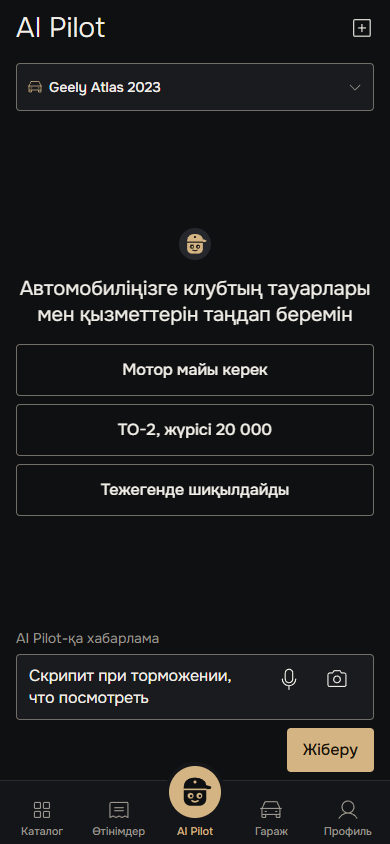 AI Pilot
Geely Atlas 2023
Автомобиліңізге клубтың тауарлары
мен қызметтерін таңдап беремін
Мотор майы керек
ТО-2, жүрісі 20 000
Тежегенде шиқылдайды
AI Pilot-қа хабарлама
Скрипит при торможении,
что посмотреть
Жіберу
Каталог
Өтінімдер
AI Pilot
Гараж
Профиль